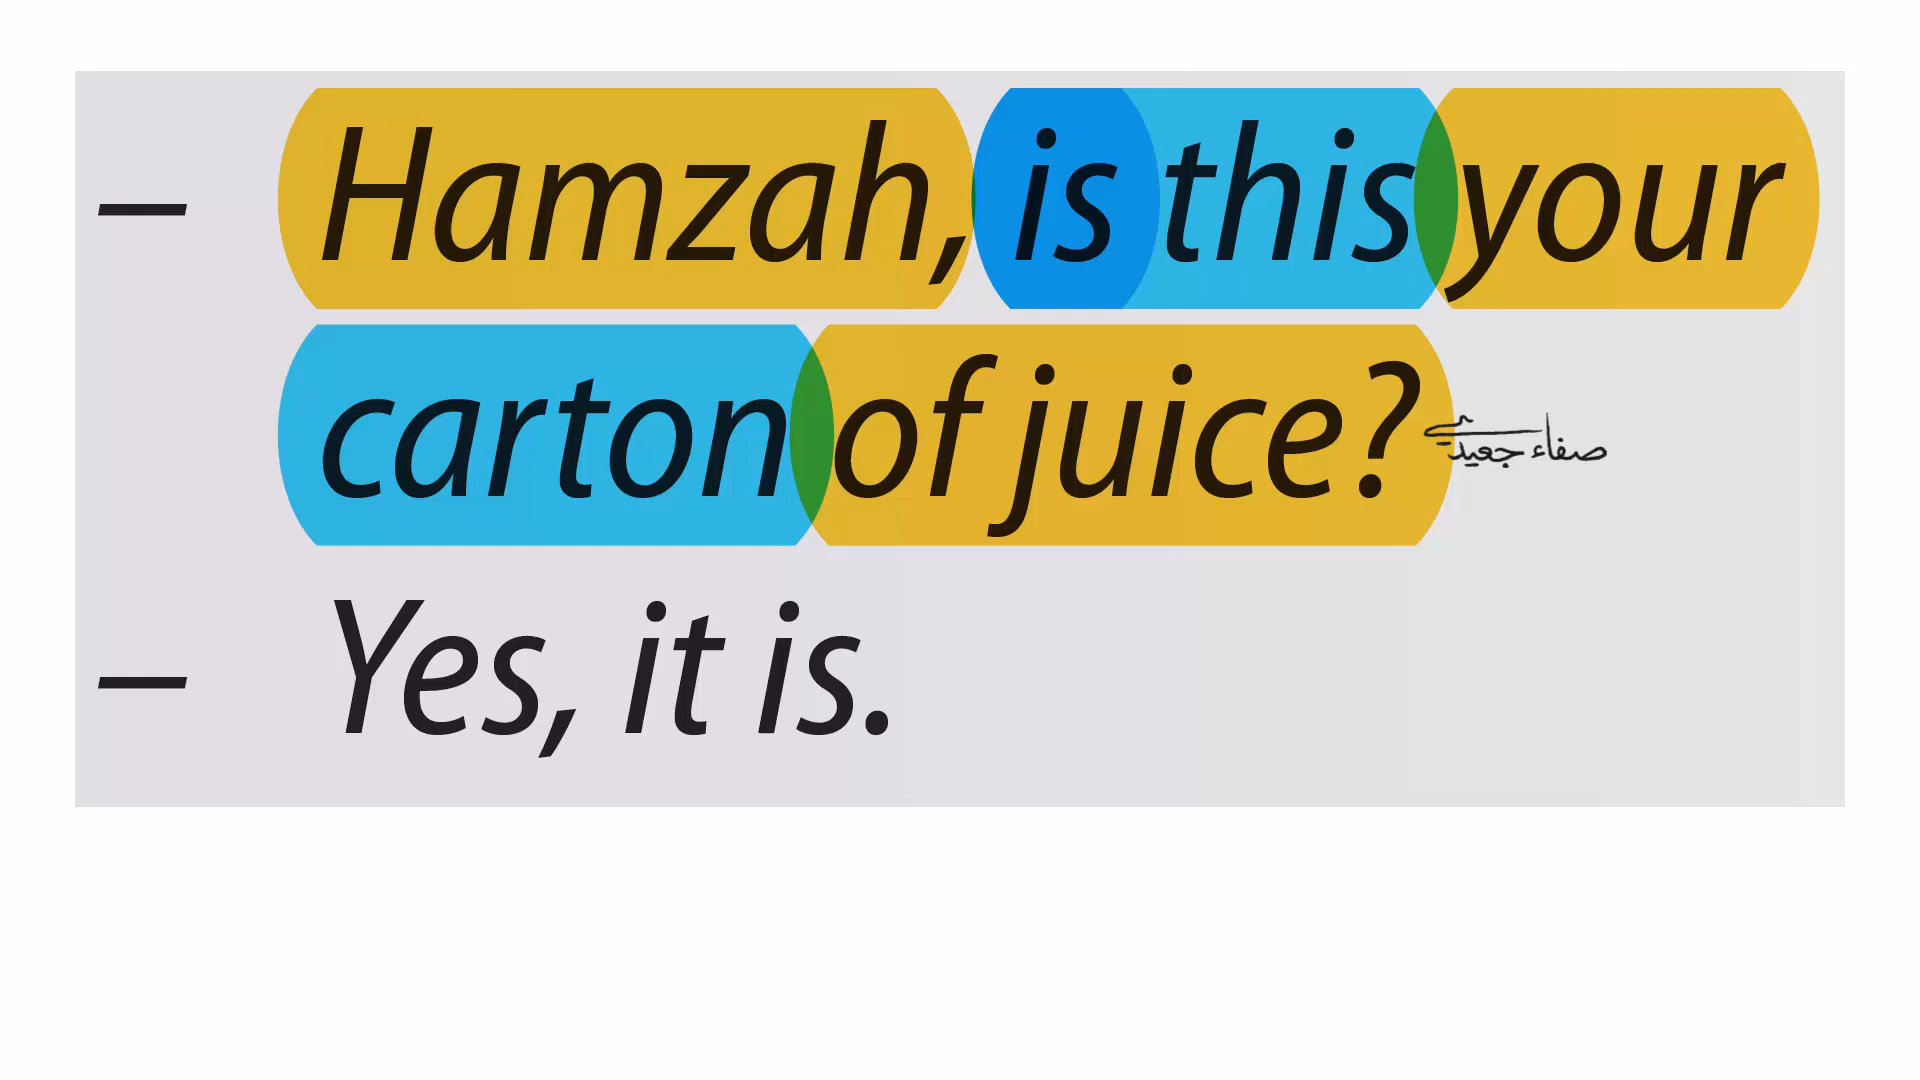 – Hamzah, is this your
carton of juice?
صفاء جعيدي
– Yes, it is.